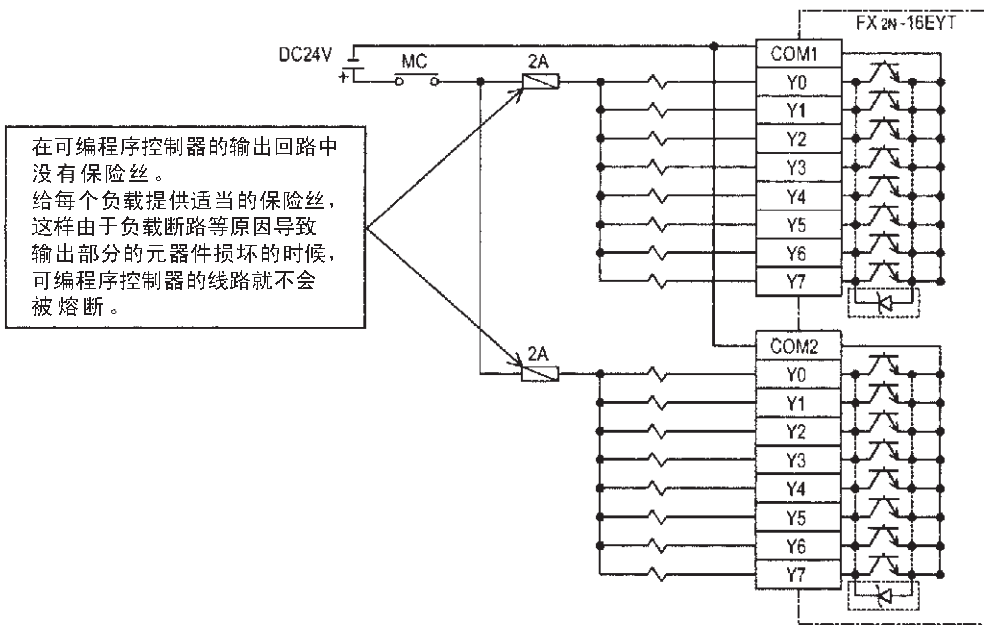 FX2N-16EYT
DC24V
+
MC
2A
COM1
Y0
Y1
Y2
Y3
Y4
Y5
Y6
Y7
在可编程序控制器的输出回路中
没有保险丝。
给每个负载提供适当的保险丝，
这样由于负载断路等原因导致
输出部分的元器件损坏的时候，
可编程序控制器的线路就不会
被熔断。
2A
COM2
Y0
Y1
Y2
Y3
Y4
Y5
Y6
Y7